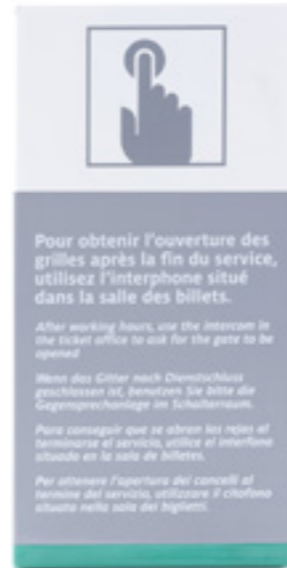 Pour obtenir l'ouverture des
grilles après la fin du service,
utilisez l'interphone situé
dans la salle des billets.
After working hours, use the intercom in
the ticket office to ask for the gate to be
opened
Wenn das Gitter nach Dienstschluss
geschlossen ist, benutzen Sie bitte die
Gegensprechanlage im Schalterraum.
Para conseguir que se abran las rejas al
terminarse el servicio, utilice el interfono
situado en la sala de billetes.
Per ottenere l'apertura dei cancelli al
termine del servizio, utilizzare il citofono
situato nella sala dei biglietti.